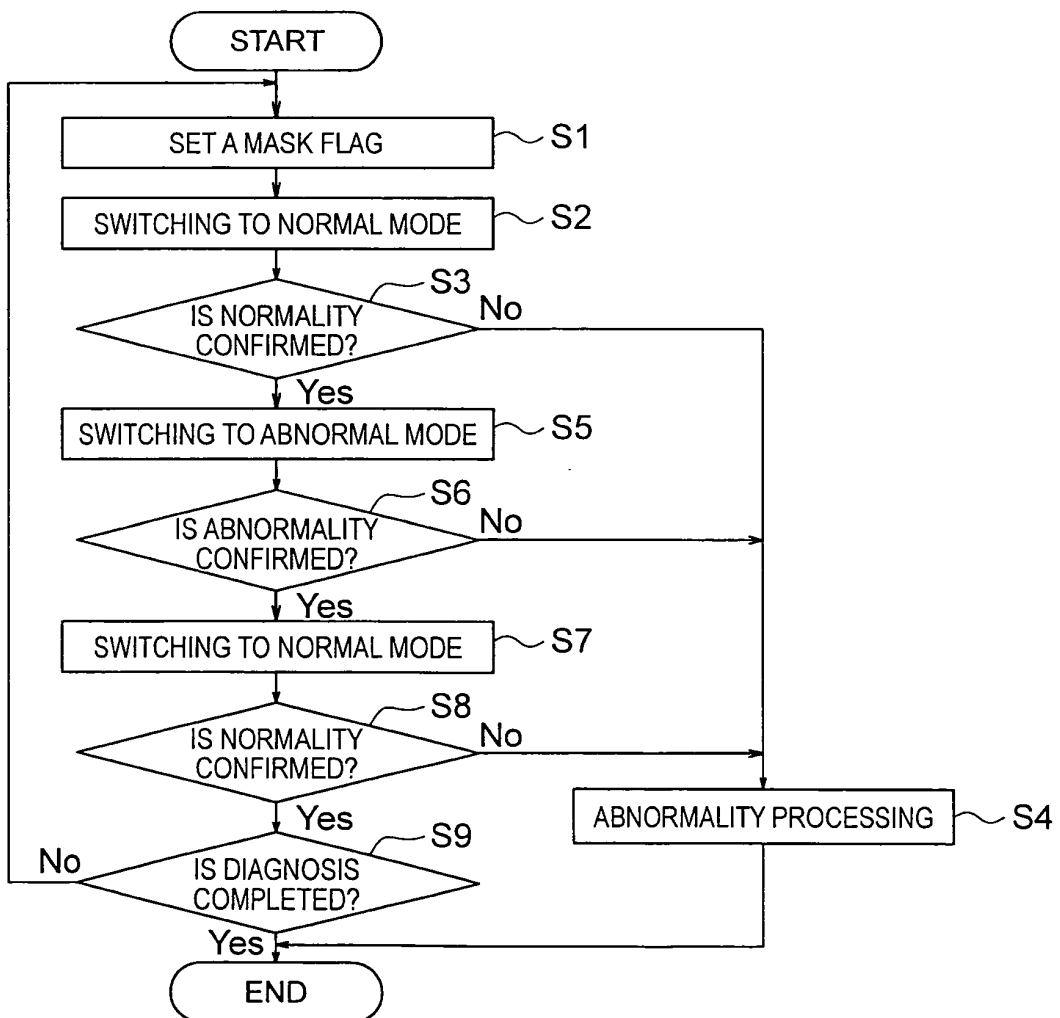 START
SET A MASK FLAG
S1
SWITCHING TO NORMAL MODE
S2
S3
IS NORMALITY
CONFIRMED?
No
Yes
SWITCHING TO ABNORMAL MODE
S5
S6
IS ABNORMALITY
CONFIRMED?
No
Yes
SWITCHING TO NORMAL MODE
S7
S8
IS NORMALITY
CONFIRMED?
No
Yes
ABNORMALITY PROCESSING
S4
S9
IS DIAGNOSIS
COMPLETED?
No
Yes
END